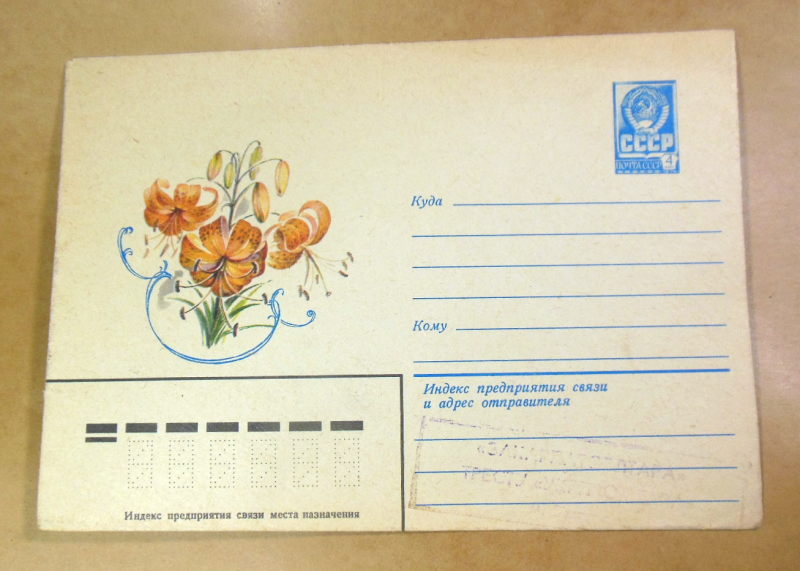 СССР
ПОЧТА СССР 4
Куда
Кому
Индекс предприятия связи
и адрес отправителя
Индекс предприятия связи места назначения